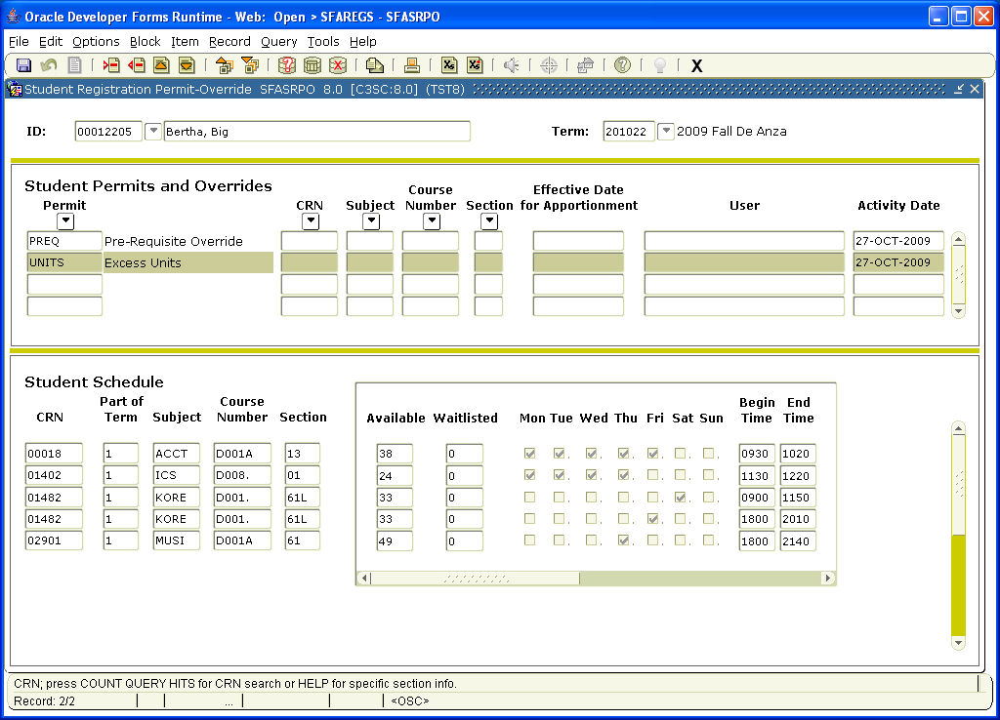 Oracle Developer Forms Runtime - Web: Open > SFAREGS - SFASRPO
File Edit Options Block Item Record Query Tools Help
X
Student Registration Permit-Override SFASRPO 8.0 [C3SC:8.0] (TST8)
ID: 00012205 Bertha, Big Term: 201022 2009 Fall De Anza
Student Permits and Overrides
Permit CRN Subject Course Number Section Effective Date for Apportionment User Activity Date
PREQ Pre-Requisite Override 27-OCT-2009
UNITS Excess Units 27-OCT-2009
Student Schedule
CRN Part of Term Subject Course Number Section Available Waitlisted Mon Tue Wed Thu Fri Sat Sun Begin Time End Time
00018 1 ACCT D001A 13 38 0 0930 1020
01402 1 ICS D008. 01 24 0 1130 1220
01482 1 KORE D001. 61L 33 0 0900 1150
01482 1 KORE D001. 61L 33 0 1800 2010
02901 1 MUSI D001A 61 49 0 1800 2140
CRN; press COUNT QUERY HITS for CRN search or HELP for specific section info.
Record: 2/2 ... <OSC>